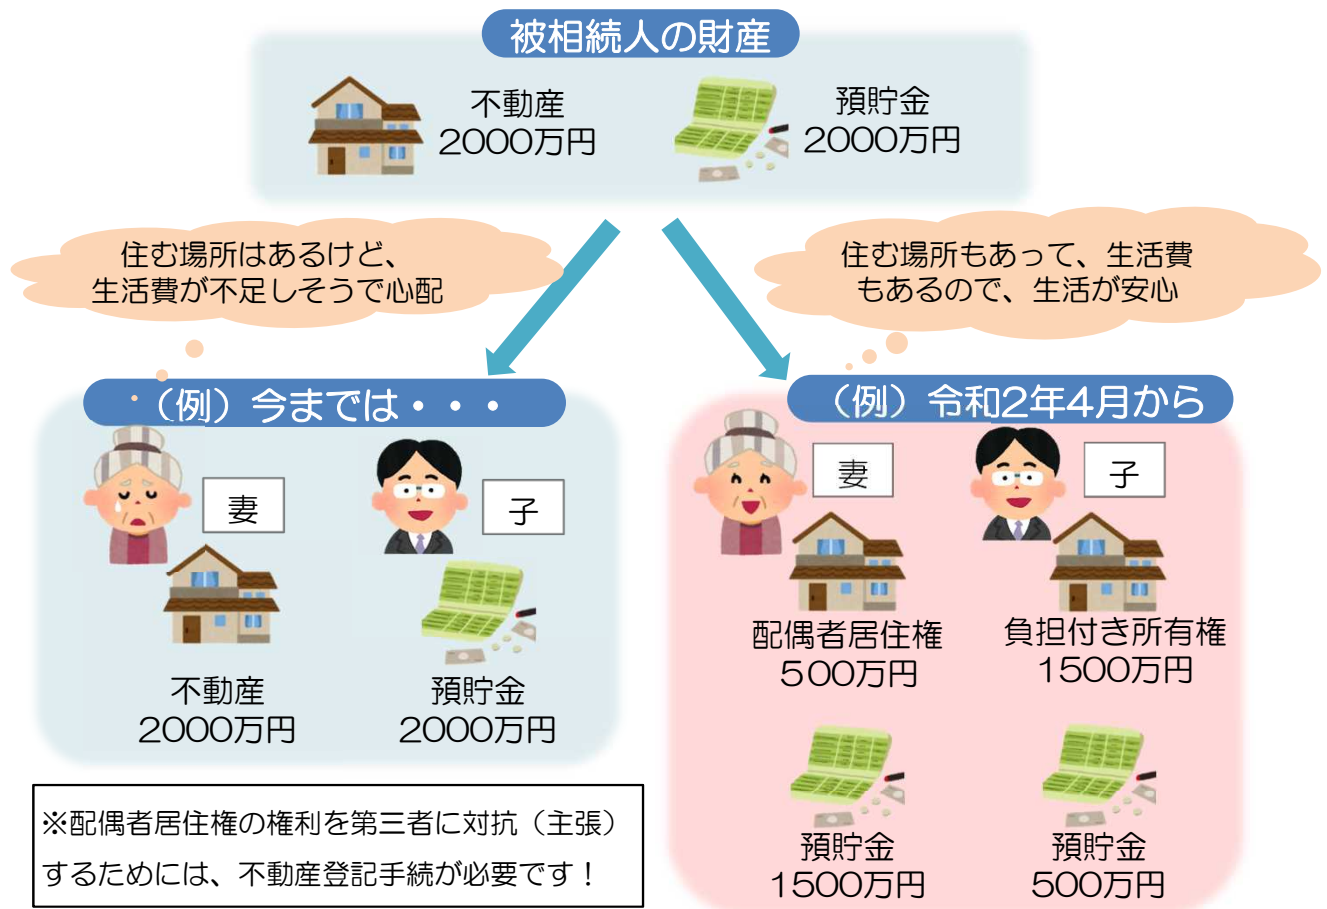 被相続人の財産
不動産
2000万円
預貯金
2000万円
住む場所はあるけど、
生活費が不足しそうで心配
住む場所もあって、生活費
もあるので、生活が安心
（例）今までは・・・
妻
子
不動産
2000万円
預貯金
2000万円
（例）令和2年4月から
妻
子
配偶者居住権
500万円
負担付き所有権
1500万円
預貯金
1500万円
預貯金
500万円
※配偶者居住権の権利を第三者に対抗（主張）
するためには、不動産登記手続が必要です！